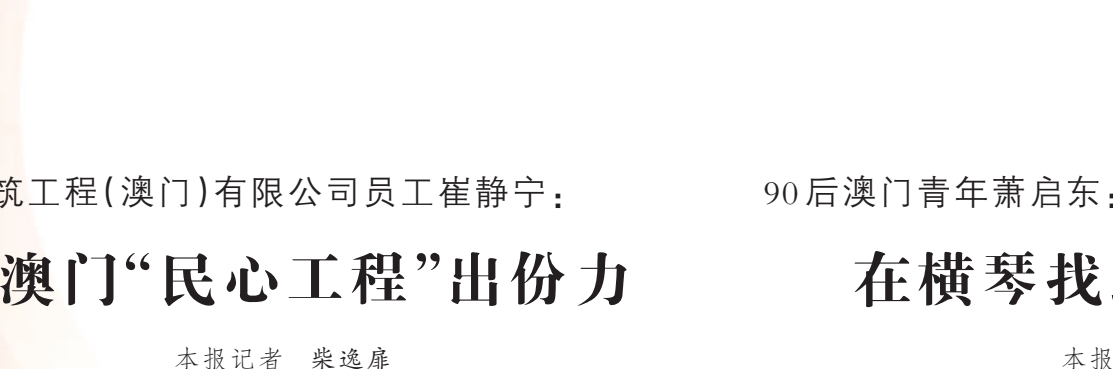 筑工程(澳门)有限公司员工崔静宁:
澳门“民心工程”出份力
本报记者 柴逸扉
90后澳门青年萧启东:
在横琴找
本报